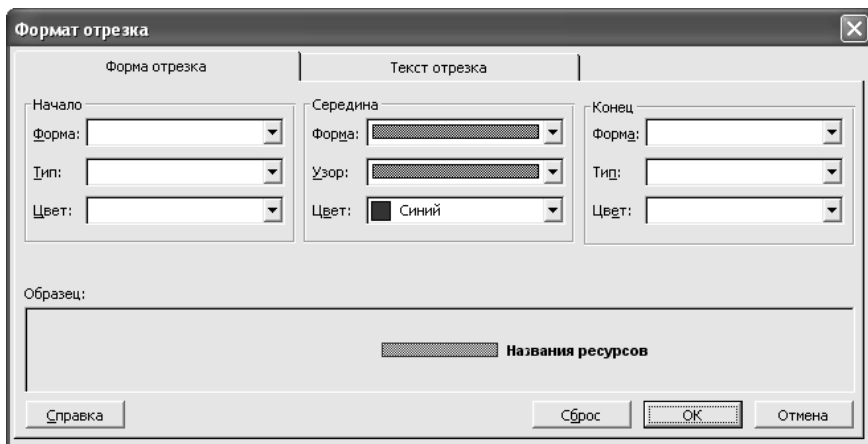 Формат отрезка
Форма отрезка
Текст отрезка
Начало
Форма:
Тип:
Цвет:
Середина
Форма:
Узор:
Цвет: Синий
Конец
Форма:
Тип:
Цвет:
Образец:
Названия ресурсов
Справка
Сброс
ОК
Отмена